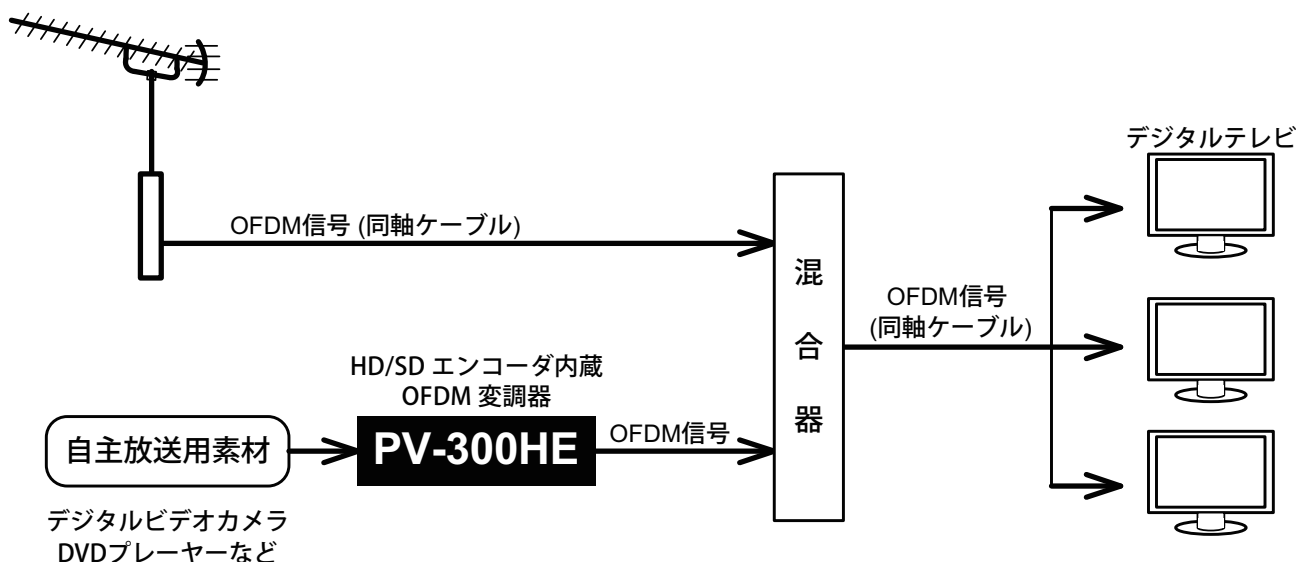 デジタルテレビ
OFDM信号 (同軸ケーブル)
混
合
器
OFDM信号
(同軸ケーブル)
HD/SD エンコーダ内蔵
OFDM 変調器
自主放送用素材
PV-300HE
OFDM信号
デジタルビデオカメラ
DVDプレーヤーなど